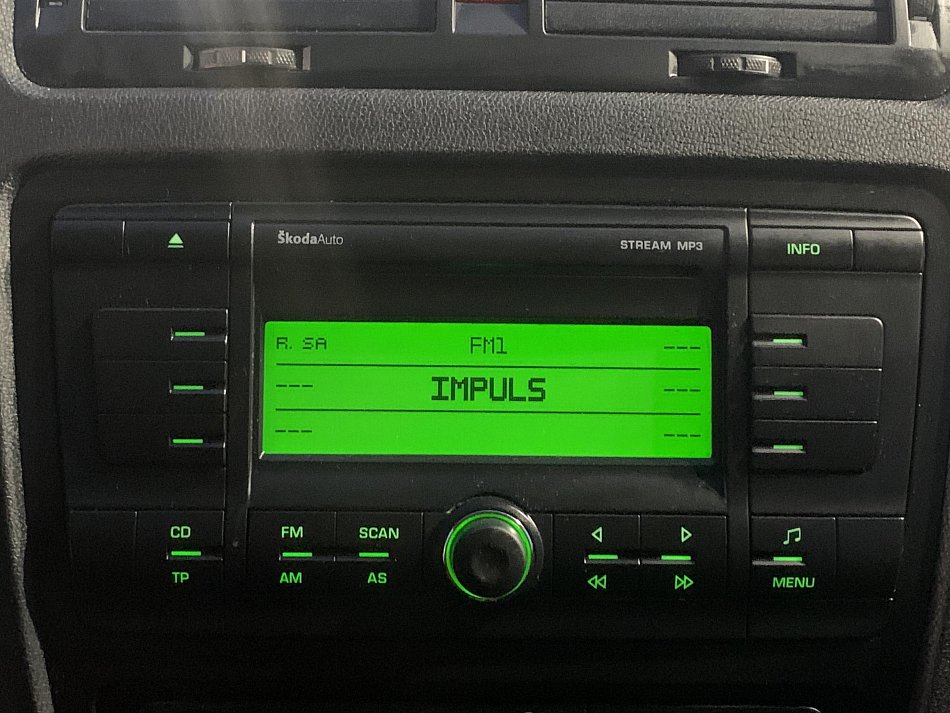 ŠkodaAuto STREAM MP3 INFO
R. SA FM1 ---
--- IMPULS ---
--- ---
CD FM SCAN
TP AM AS MENU